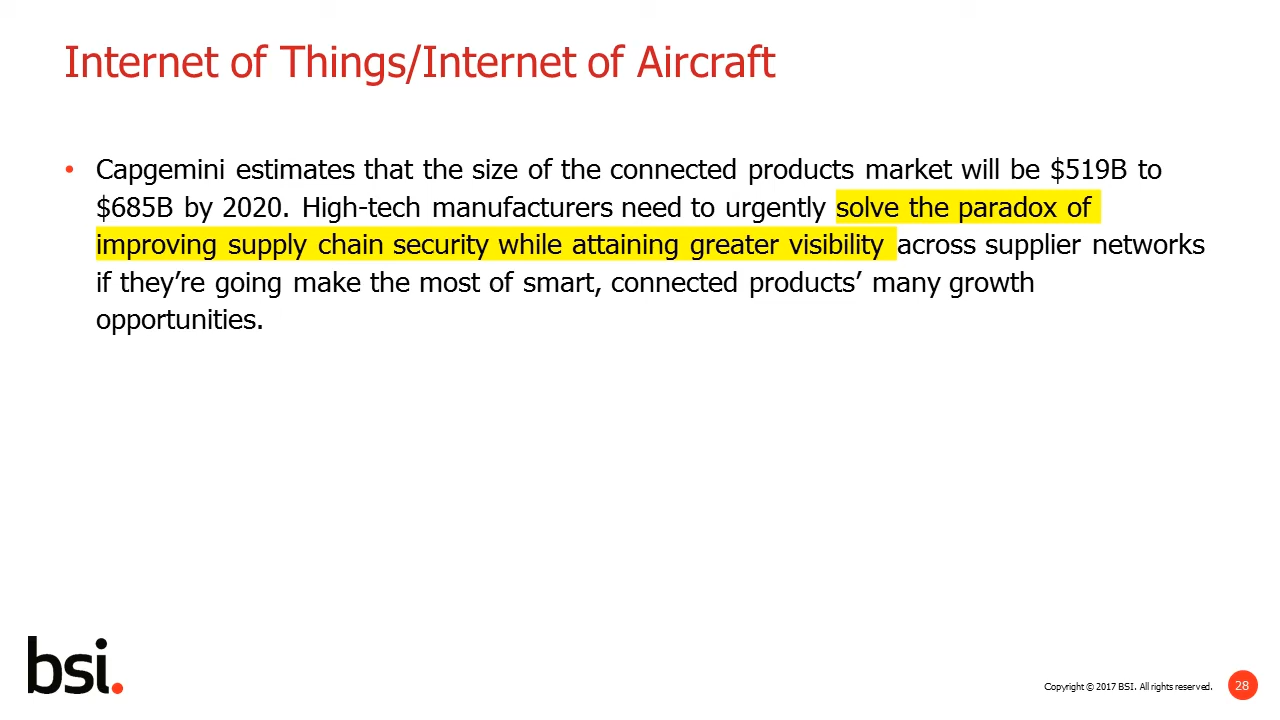 Internet of Things/Internet of Aircraft
• Capgemini estimates that the size of the connected products market will be $519B to
$685B by 2020. High-tech manufacturers need to urgently solve the paradox of
improving supply chain security while attaining greater visibility across supplier networks
if they’re going make the most of smart, connected products’ many growth
opportunities.
bsi.
Copyright © 2017 BSI. All rights reserved.
28